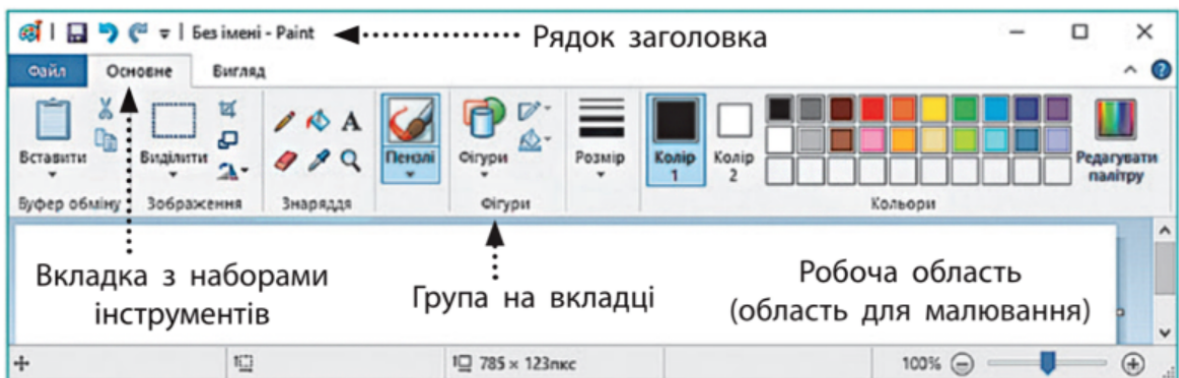 Без імені - Paint
Рядок заголовка
Файл Основне Вигляд
Вставити Виділити A Пензлі Фігури Розмір Колір 1 Колір 2 Редагувати палітру
Буфер обміну Зображення Знаряддя Фігури Кольори
Вкладка з наборами
інструментів
Група на вкладці
Робоча область
(область для малювання)
785 × 123пкс 100%